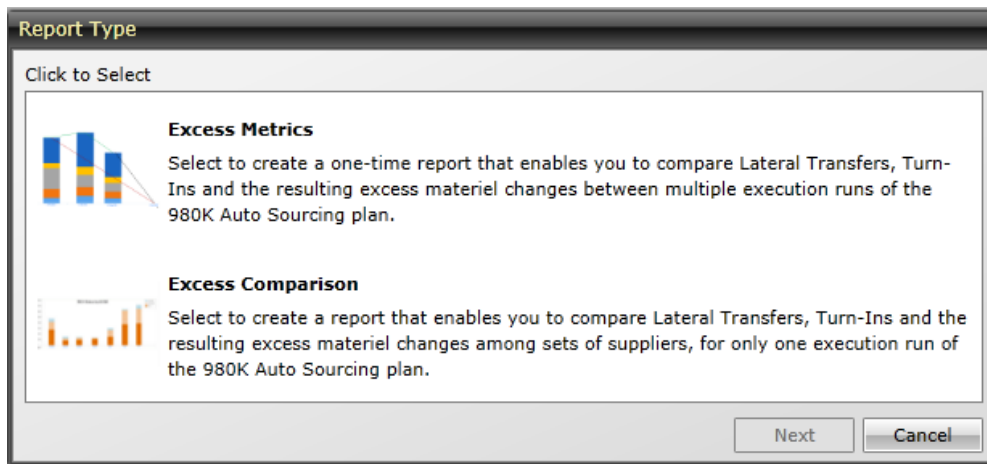 Report Type
Click to Select
Excess Metrics
Select to create a one-time report that enables you to compare Lateral Transfers, Turn-
Ins and the resulting excess materiel changes between multiple execution runs of the
980K Auto Sourcing plan.
Excess Comparison
Select to create a report that enables you to compare Lateral Transfers, Turn-Ins and the
resulting excess materiel changes among sets of suppliers, for only one execution run of
the 980K Auto Sourcing plan.
Next
Cancel